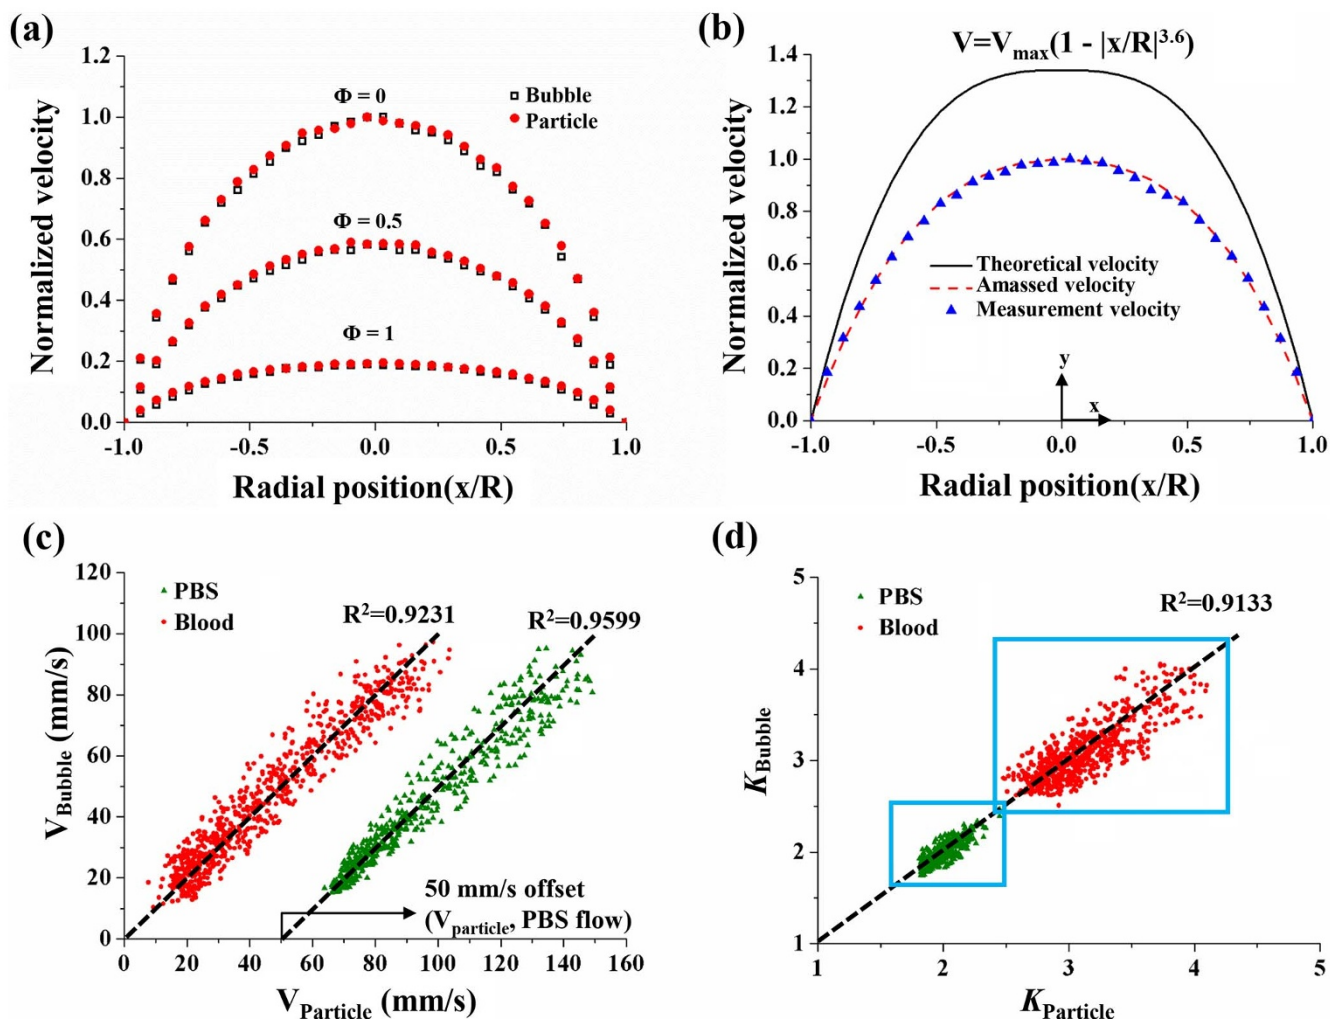 (a)
1.2
1.0
0.8
0.6
0.4
0.2
0.0
Normalized velocity
Φ = 0
Φ = 0.5
Φ = 1
Bubble
Particle
-1.0 -0.5 0.0 0.5 1.0
Radial position(x/R)
(b)
V=Vmax(1 - |x/R|^3.6)
1.4
1.2
1.0
0.8
0.6
0.4
0.2
0.0
Normalized velocity
Theoretical velocity
Amassed velocity
Measurement velocity
y
x
-1.0 -0.5 0.0 0.5 1.0
Radial position(x/R)
(c)
120
100
80
60
40
20
0
VBubble (mm/s)
PBS
Blood
R²=0.9231
R²=0.9599
50 mm/s offset
(Vparticle, PBS flow)
0 20 40 60 80 100 120 140 160
VParticle (mm/s)
(d)
5
4
3
2
1
KBubble
PBS
Blood
R²=0.9133
1 2 3 4 5
KParticle